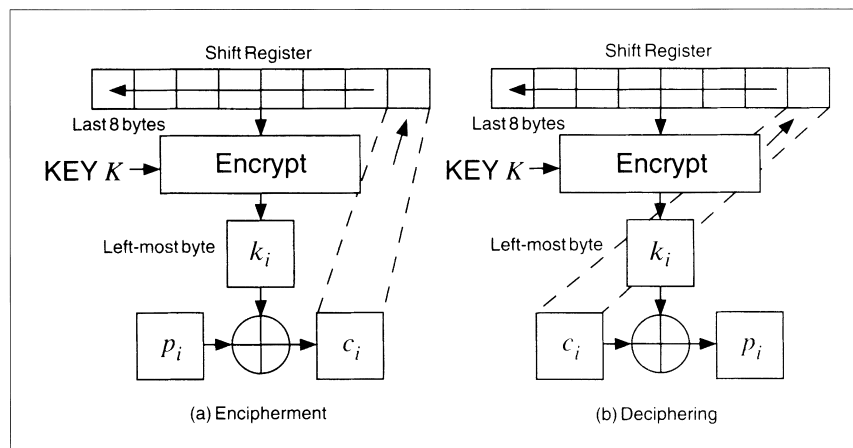 Shift Register
Last 8 bytes
KEY K
Encrypt
Left-most byte
k_i
p_i
c_i
(a) Encipherment
Shift Register
Last 8 bytes
KEY K
Encrypt
Left-most byte
k_i
c_i
p_i
(b) Deciphering